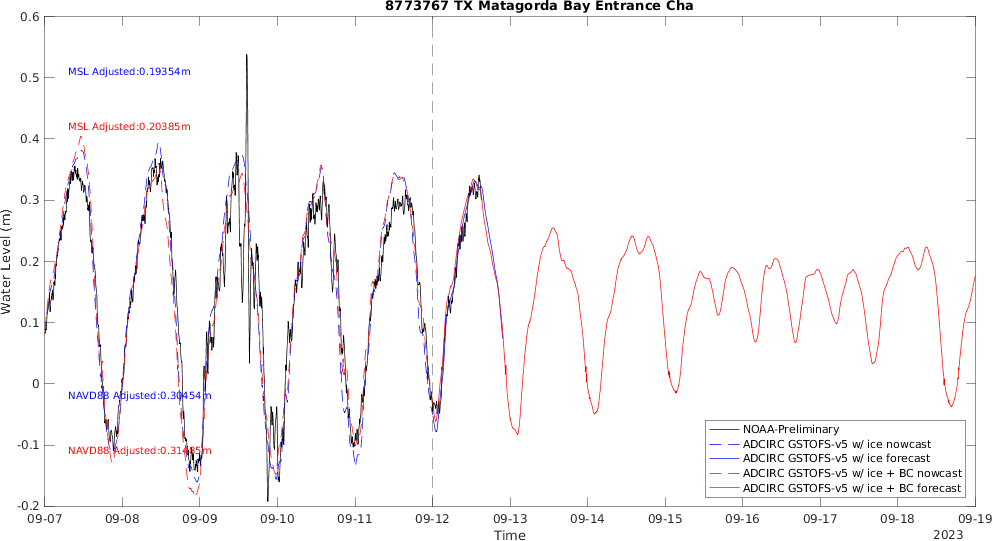 8773767 TX Matagorda Bay Entrance Cha
0.6
0.5
0.4
0.3
0.2
0.1
0
-0.1
-0.2
Water Level (m)
MSL Adjusted:0.19354m
MSL Adjusted:0.20385m
NAVD88 Adjusted:0.30454m
NAVD88 Adjusted:0.31485m
NOAA-Preliminary
ADCIRC GSTOFS-v5 w/ ice nowcast
ADCIRC GSTOFS-v5 w/ ice forecast
ADCIRC GSTOFS-v5 w/ ice + BC nowcast
ADCIRC GSTOFS-v5 w/ ice + BC forecast
09-07 09-08 09-09 09-10 09-11 09-12 09-13 09-14 09-15 09-16 09-17 09-18 09-19
Time
2023